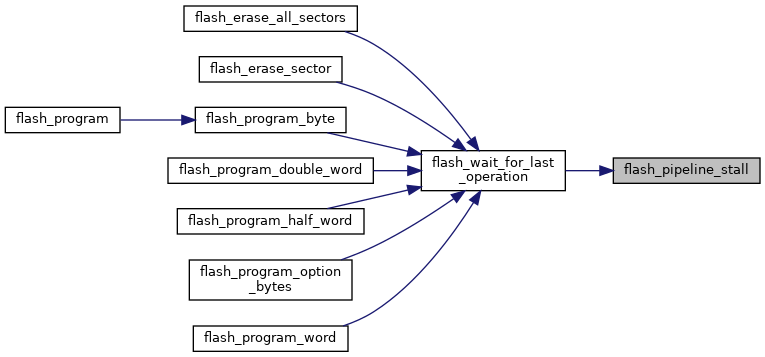 flash_erase_all_sectors
flash_erase_sector
flash_program
flash_program_byte
flash_wait_for_last
_operation
flash_pipeline_stall
flash_program_double_word
flash_program_half_word
flash_program_option
_bytes
flash_program_word